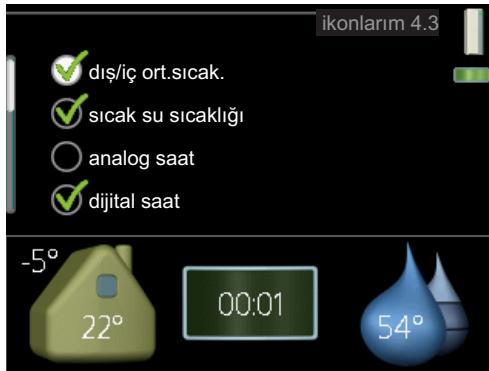 ikonlarım 4.3
dış/iç ort.sıcak.
sıcak su sıcaklığı
analog saat
dijital saat
-5°
22°
00:01
54°